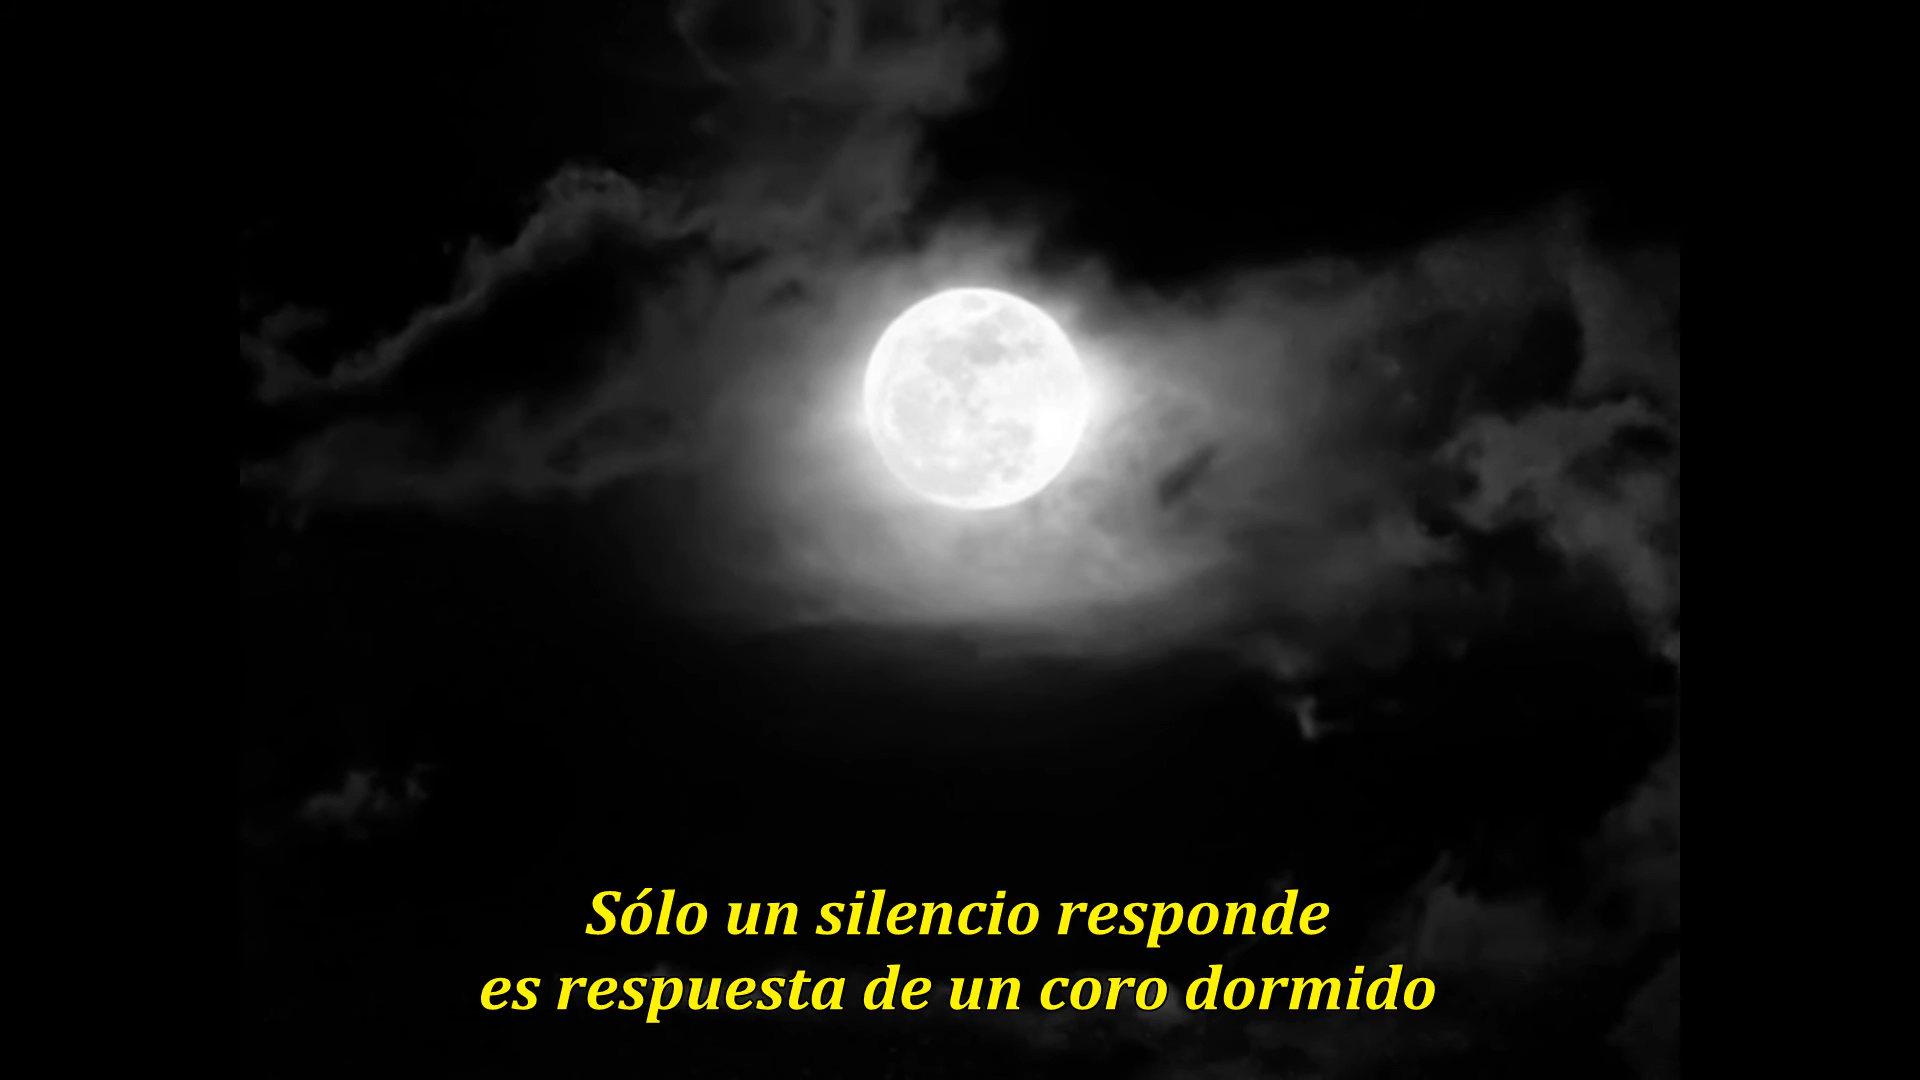 Sólo un silencio responde
es respuesta de un coro dormido